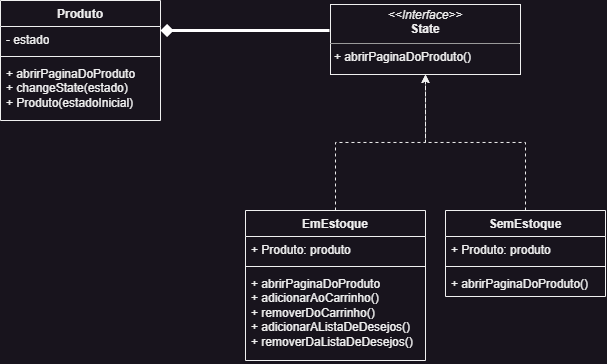 Produto
- estado
+ abrirPaginaDoProduto
+ changeState(estado)
+ Produto(estadoInicial)
<<Interface>>
State
+ abrirPaginaDoProduto()
EmEstoque
+ Produto: produto
+ abrirPaginaDoProduto
+ adicionarAoCarrinho()
+ removerDoCarrinho()
+ adicionarAListaDeDesejos()
+ removerDaListaDeDesejos()
SemEstoque
+ Produto: produto
+ abrirPaginaDoProduto()